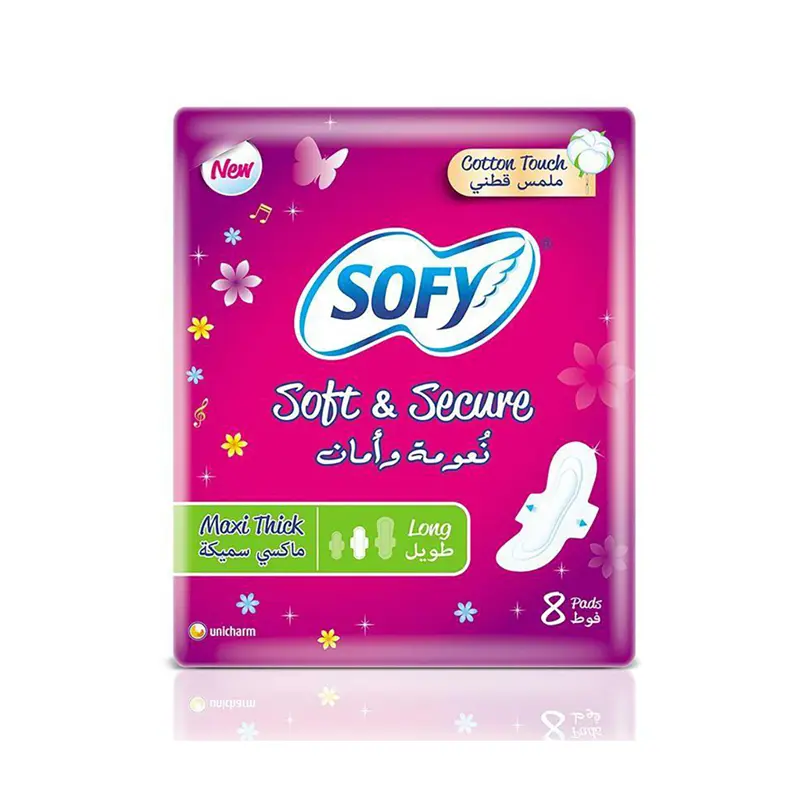 New
Cotton Touch
ملمس قطني
SOFY
Soft & Secure
نُعومة وأمان
Maxi Thick
ماكسي سميكة
Long
طويل
8 Pads
فوط
unicharm